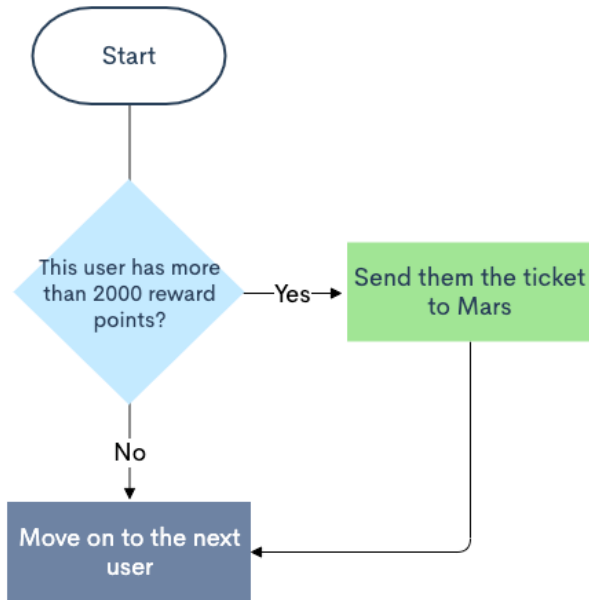 Start
This user has more
than 2000 reward
points?
Yes
Send them the ticket
to Mars
No
Move on to the next
user